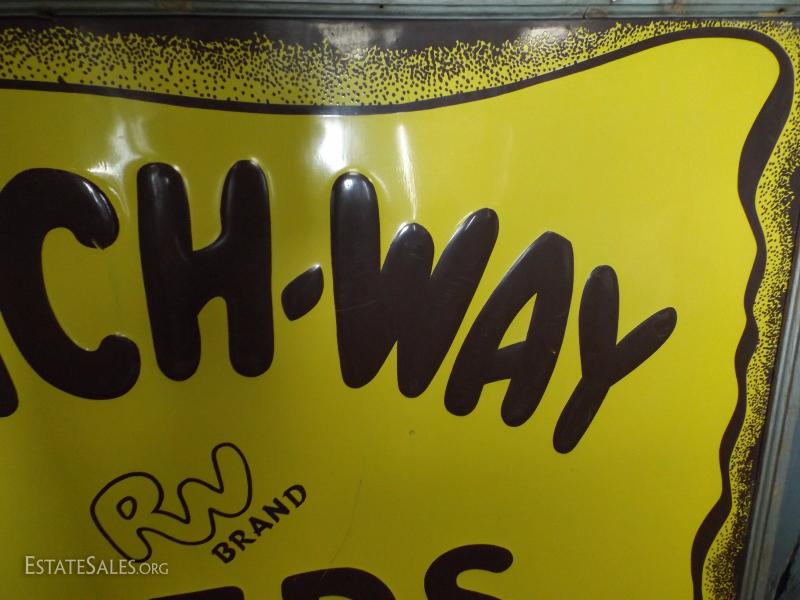 CH-WAY
RW
BRAND
ESTATESALES.ORG